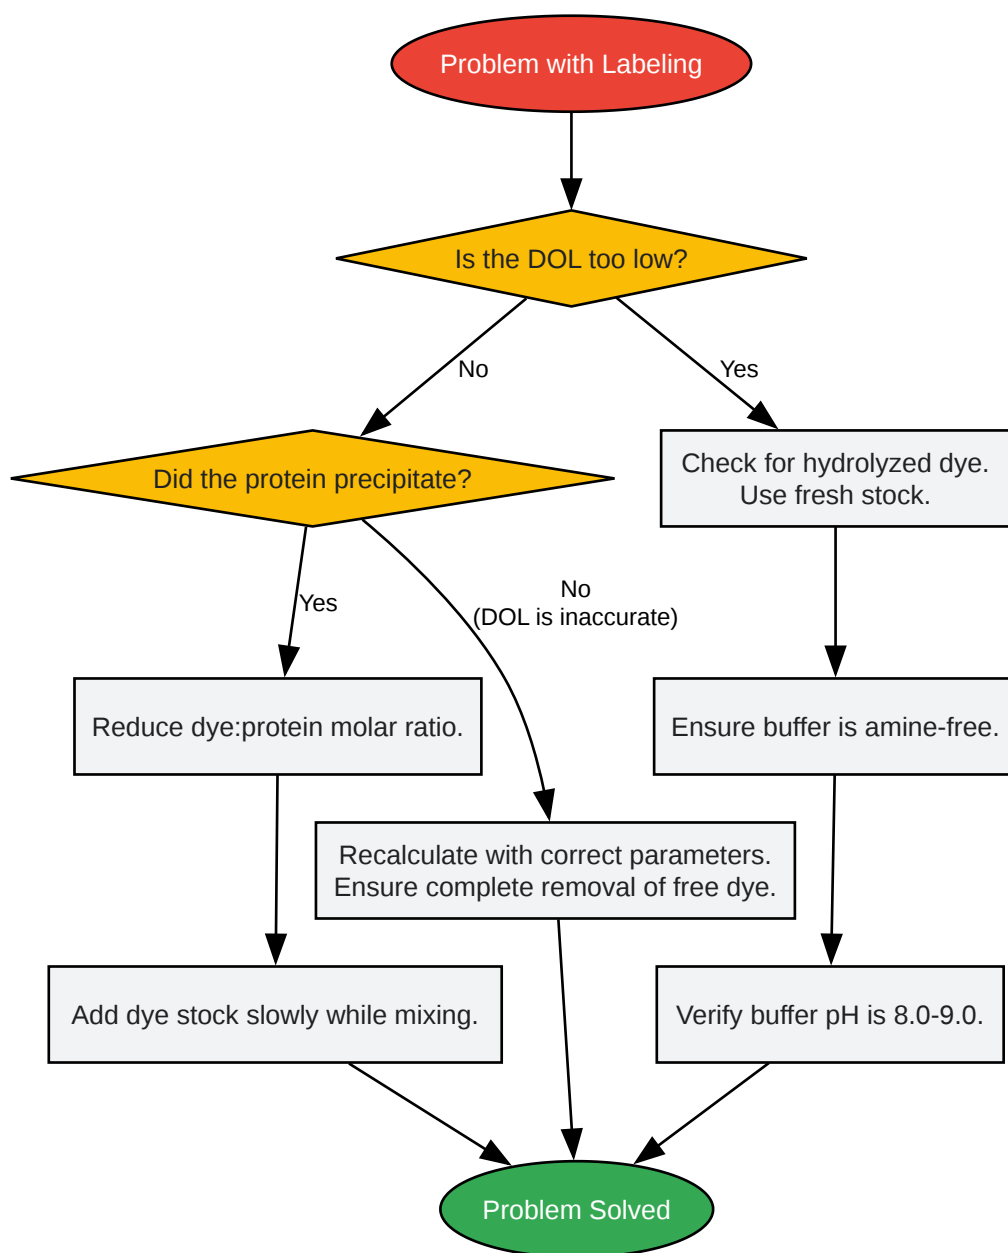 Problem with Labeling
Is the DOL too low?
No
Yes
Did the protein precipitate?
Check for hydrolyzed dye.
Use fresh stock.
Yes
No
(DOL is inaccurate)
Reduce dye:protein molar ratio.
Ensure buffer is amine-free.
Recalculate with correct parameters.
Ensure complete removal of free dye.
Add dye stock slowly while mixing.
Verify buffer pH is 8.0-9.0.
Problem Solved